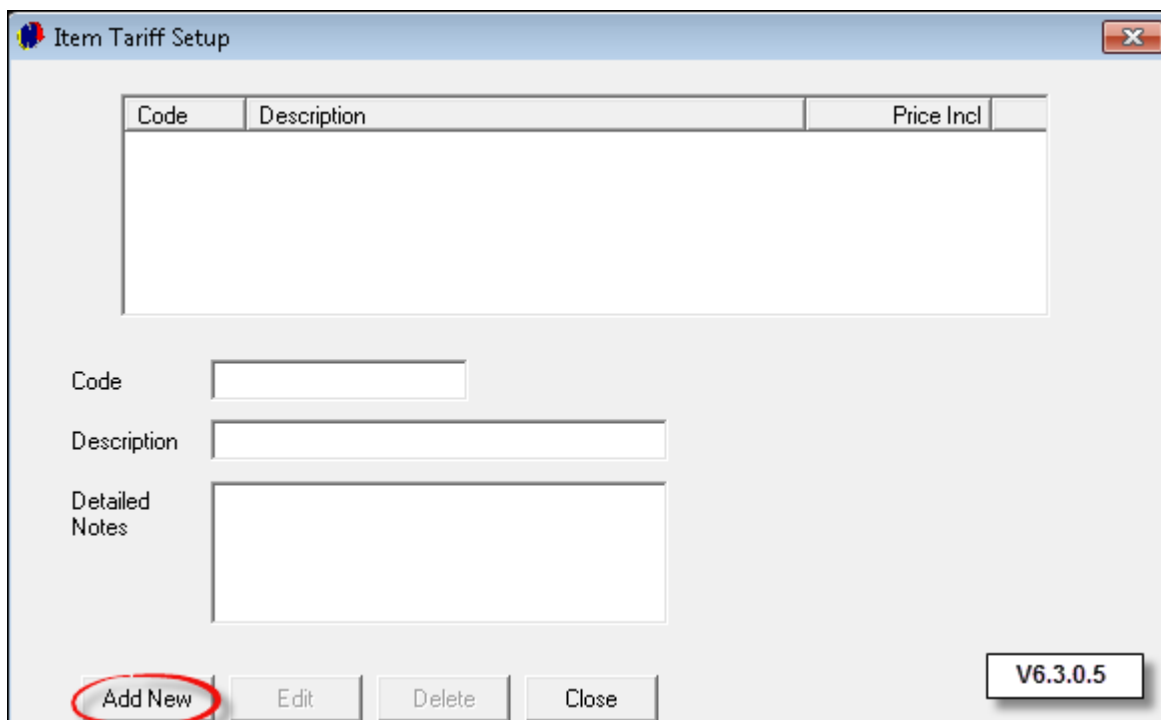 Item Tariff Setup
Code Description Price Incl
Code
Description
Detailed
Notes
V6.3.0.5
Add New Edit Delete Close